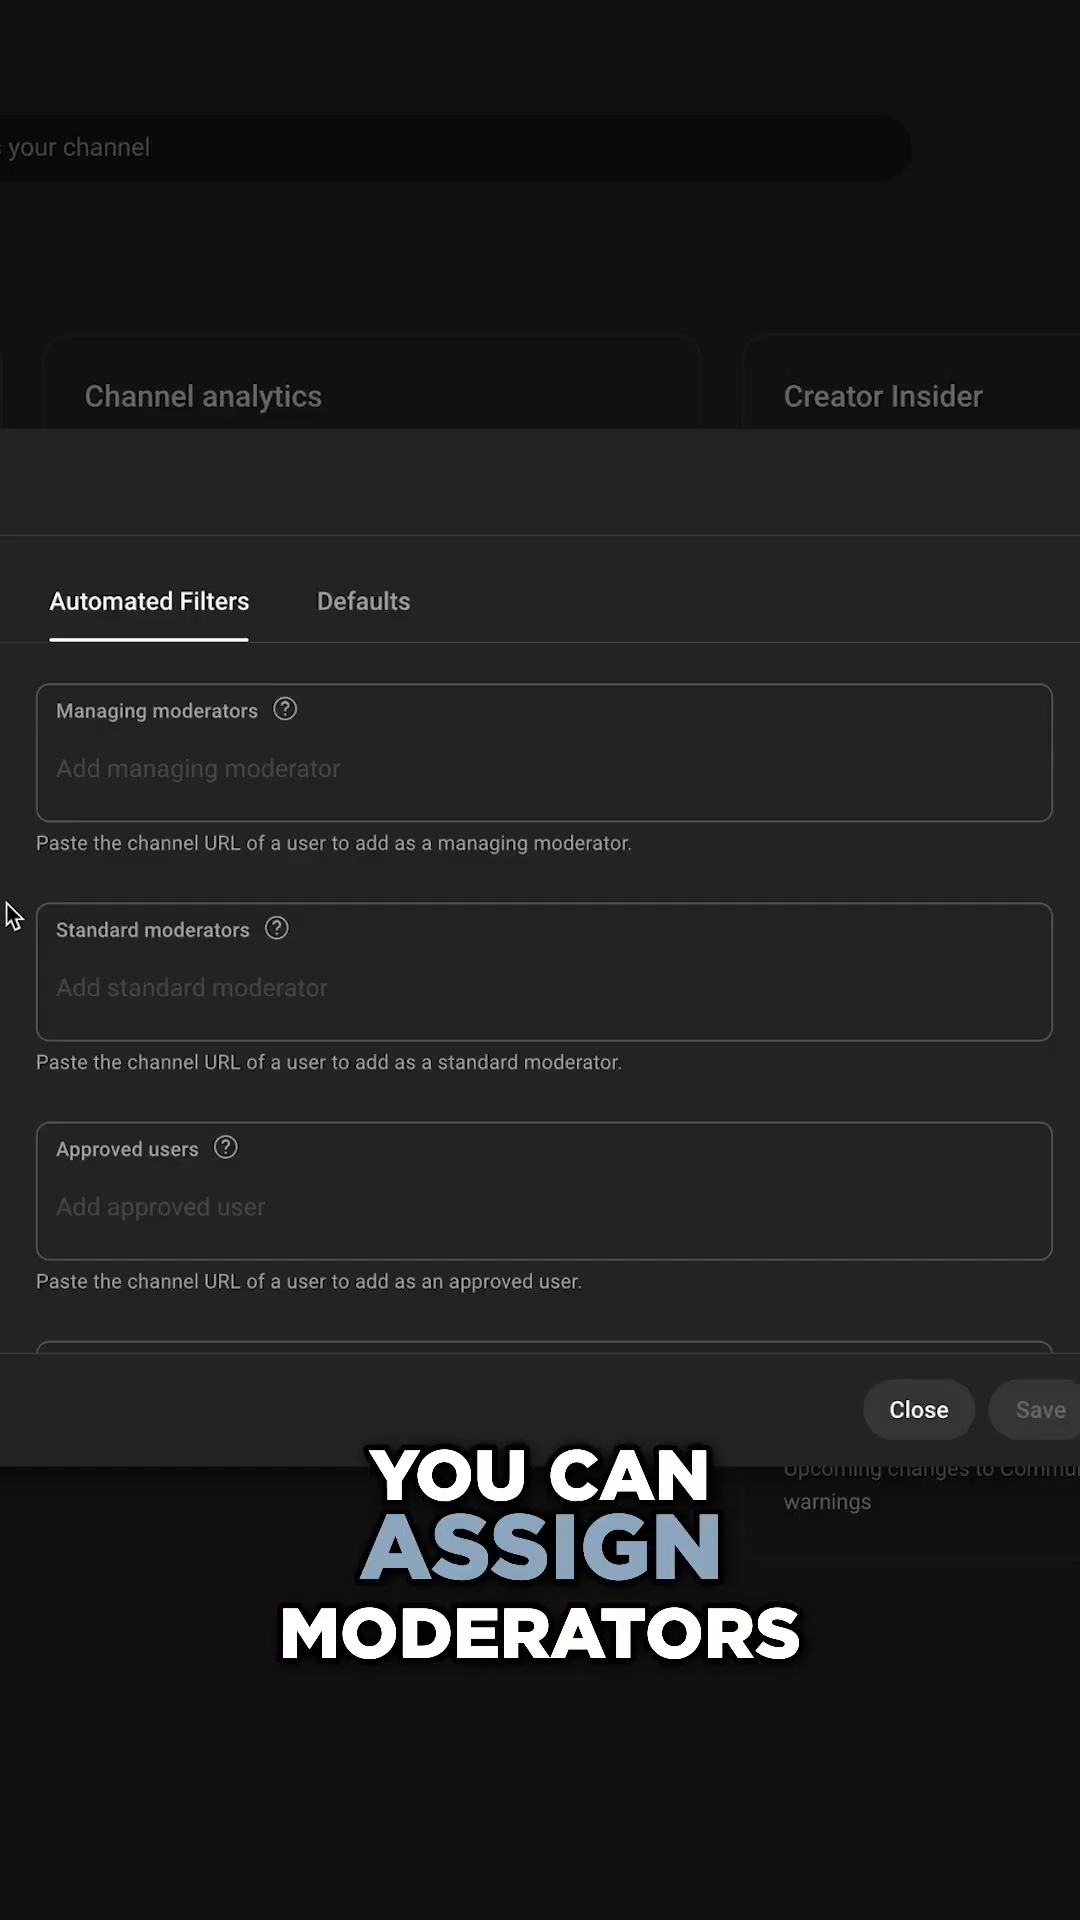 your channel
Channel analytics
Creator Insider
Automated Filters
Defaults
Managing moderators
Add managing moderator
Paste the channel URL of a user to add as a managing moderator.
Standard moderators
Add standard moderator
Paste the channel URL of a user to add as a standard moderator.
Approved users
Add approved user
Paste the channel URL of a user to add as an approved user.
Close
Save
Upcoming changes to
warnings
YOU CAN
ASSIGN
MODERATORS